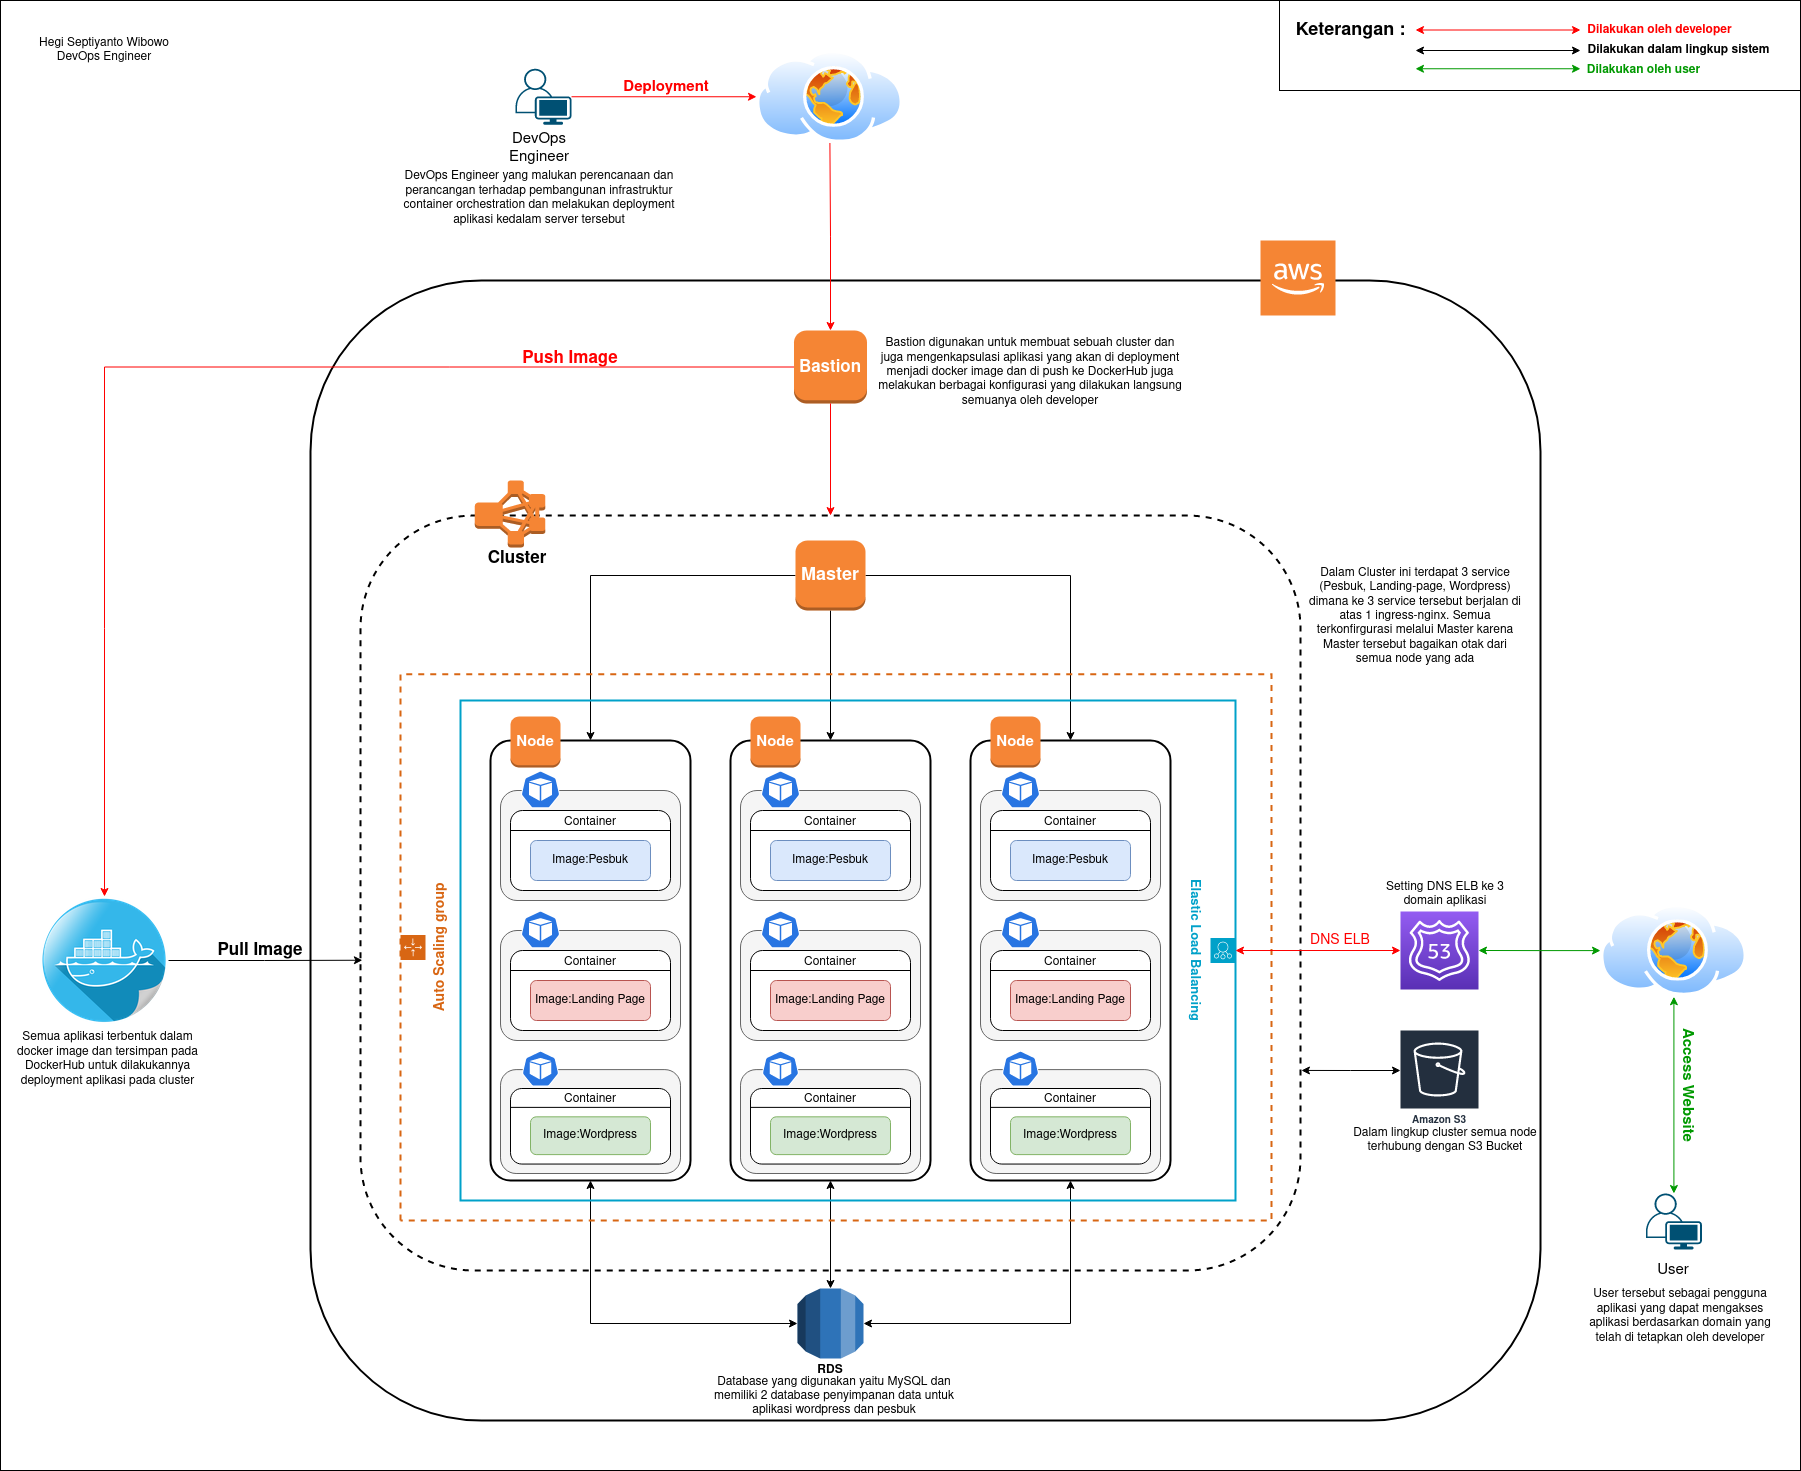 Hegi Septiyanto Wibowo
DevOps Engineer
Keterangan :
Dilakukan oleh developer
Dilakukan dalam lingkup sistem
Dilakukan oleh user
Deployment
DevOps
Engineer
DevOps Engineer yang malukan perencanaan dan
perancangan terhadap pembangunan infrastruktur
container orchestration dan melakukan deployment
aplikasi kedalam server tersebut
aws
Push Image
Bastion
Bastion digunakan untuk membuat sebuah cluster dan
juga mengenkapsulasi aplikasi yang akan di deployment
menjadi docker image dan di push ke DockerHub juga
melakukan berbagai konfigurasi yang dilakukan langsung
semuanya oleh developer
Cluster
Master
Dalam Cluster ini terdapat 3 service
(Pesbuk, Landing-page, Wordpress)
dimana ke 3 service tersebut berjalan di
atas 1 ingress-nginx. Semua
terkonfirgurasi melalui Master karena
Master tersebut bagaikan otak dari
semua node yang ada
Node
Node
Node
Container
Container
Container
Image:Pesbuk
Image:Pesbuk
Image:Pesbuk
Container
Container
Container
Image:Landing Page
Image:Landing Page
Image:Landing Page
Container
Container
Container
Image:Wordpress
Image:Wordpress
Image:Wordpress
Auto Scaling group
Elastic Load Balancing
Pull Image
Semua aplikasi terbentuk dalam
docker image dan tersimpan pada
DockerHub untuk dilakukannya
deployment aplikasi pada cluster
Setting DNS ELB ke 3
domain aplikasi
DNS ELB
53
Amazon S3
Dalam lingkup cluster semua node
terhubung dengan S3 Bucket
Access Website
User
User tersebut sebagai pengguna
aplikasi yang dapat mengakses
aplikasi berdasarkan domain yang
telah di tetapkan oleh developer
RDS
Database yang digunakan yaitu MySQL dan
memiliki 2 database penyimpanan data untuk
aplikasi wordpress dan pesbuk